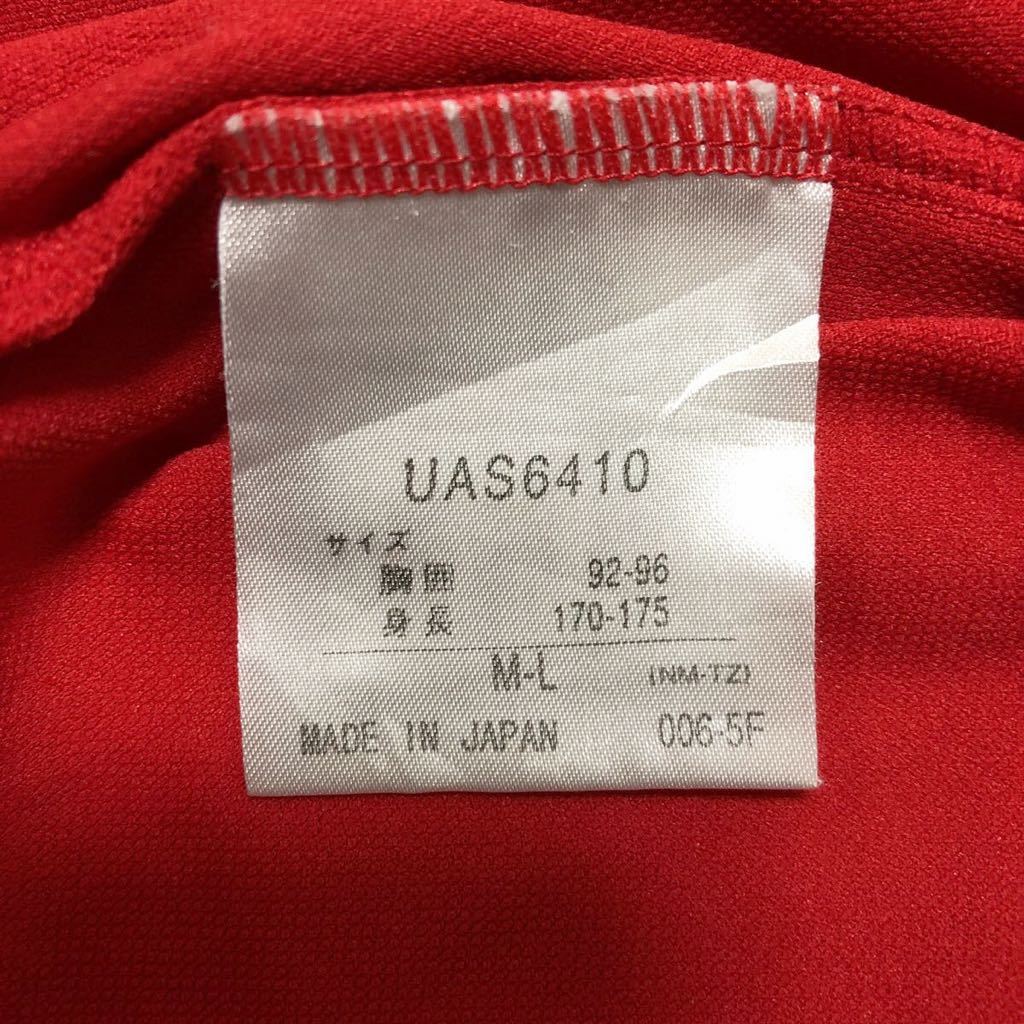 UAS6410
サイズ
胸囲 92-96
身長 170-175
M-L (NM-TZ)
MADE IN JAPAN 006-5F